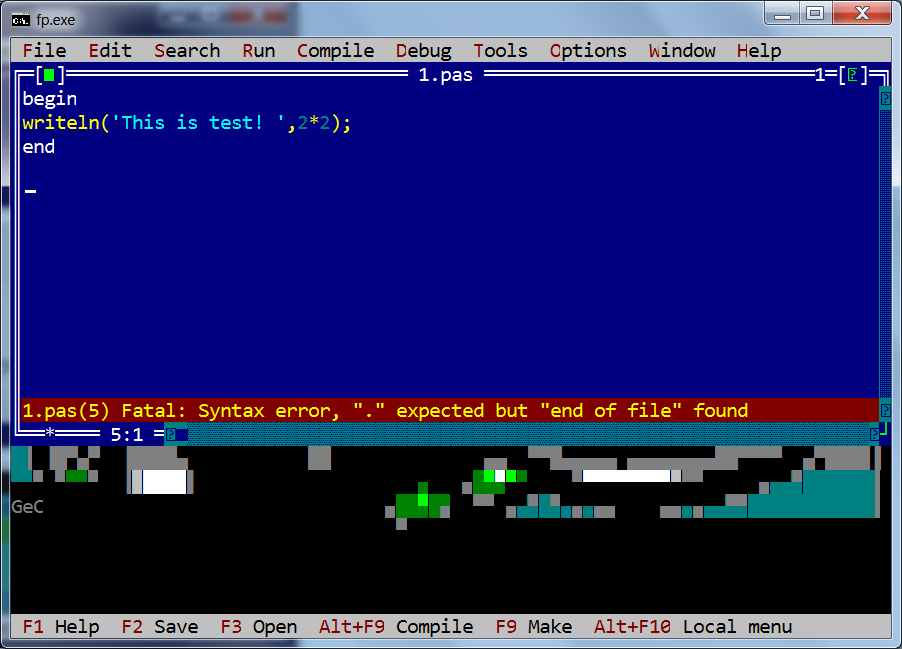 fp.exe
File Edit Search Run Compile Debug Tools Options Window Help
[■] 1.pas 1=[?]
begin
writeln('This is test! ',2*2);
end
1.pas(5) Fatal: Syntax error, "." expected but "end of file" found
* 5:1
GeC
F1 Help F2 Save F3 Open Alt+F9 Compile F9 Make Alt+F10 Local menu